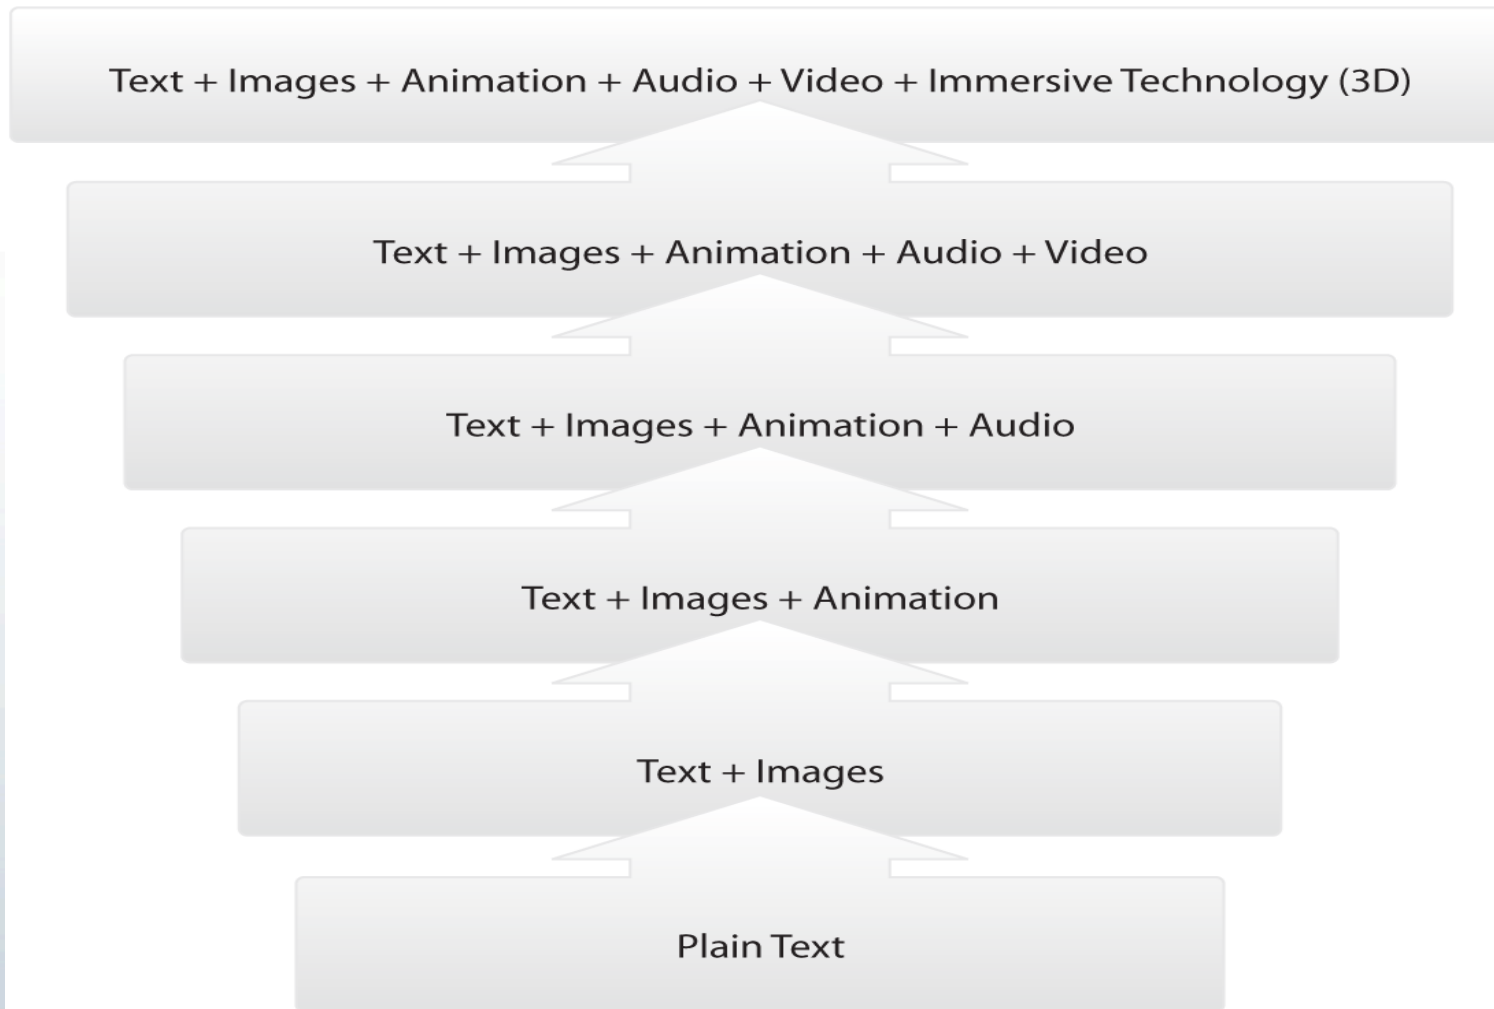 Text + Images + Animation + Audio + Video + Immersive Technology (3D)
Text + Images + Animation + Audio + Video
Text + Images + Animation + Audio
Text + Images + Animation
Text + Images
Plain Text